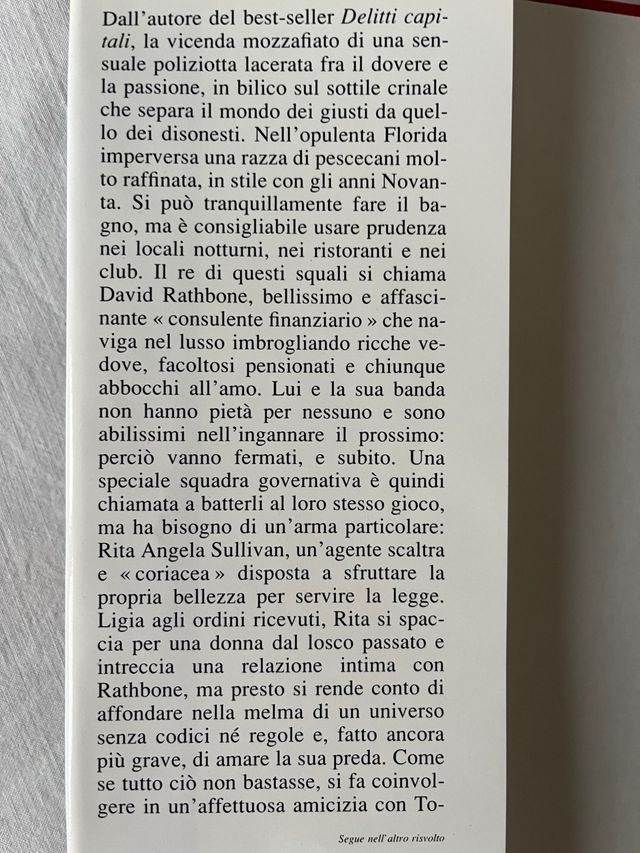 Dall'autore del best-seller Delitti capi-
tali, la vicenda mozzafiato di una sen-
suale poliziotta lacerata fra il dovere e
la passione, in bilico sul sottile crinale
che separa il mondo dei giusti da quel-
lo dei disonesti. Nell'opulenta Florida
imperversa una razza di pescecani mol-
to raffinata, in stile con gli anni Novan-
ta. Si può tranquillamente fare il ba-
gno, ma è consigliabile usare prudenza
nei locali notturni, nei ristoranti e nei
club. Il re di questi squali si chiama
David Rathbone, bellissimo e affasci-
nante « consulente finanziario » che na-
viga nel lusso imbrogliando ricche ve-
dove, facoltosi pensionati e chiunque
abbocchi all'amo. Lui e la sua banda
non hanno pietà per nessuno e sono
abilissimi nell'ingannare il prossimo:
perciò vanno fermati, e subito. Una
speciale squadra governativa è quindi
chiamata a batterli al loro stesso gioco,
ma ha bisogno di un'arma particolare:
Rita Angela Sullivan, un'agente scaltra
e « coriacea » disposta a sfruttare la
propria bellezza per servire la legge.
Ligia agli ordini ricevuti, Rita si spac-
cia per una donna dal losco passato e
intreccia una relazione intima con
Rathbone, ma presto si rende conto di
affondare nella melma di un universo
senza codici né regole e, fatto ancora
più grave, di amare la sua preda. Come
se tutto ciò non bastasse, si fa coinvol-
gere in un'affettuosa amicizia con To-
Segue nell'altro risvolto